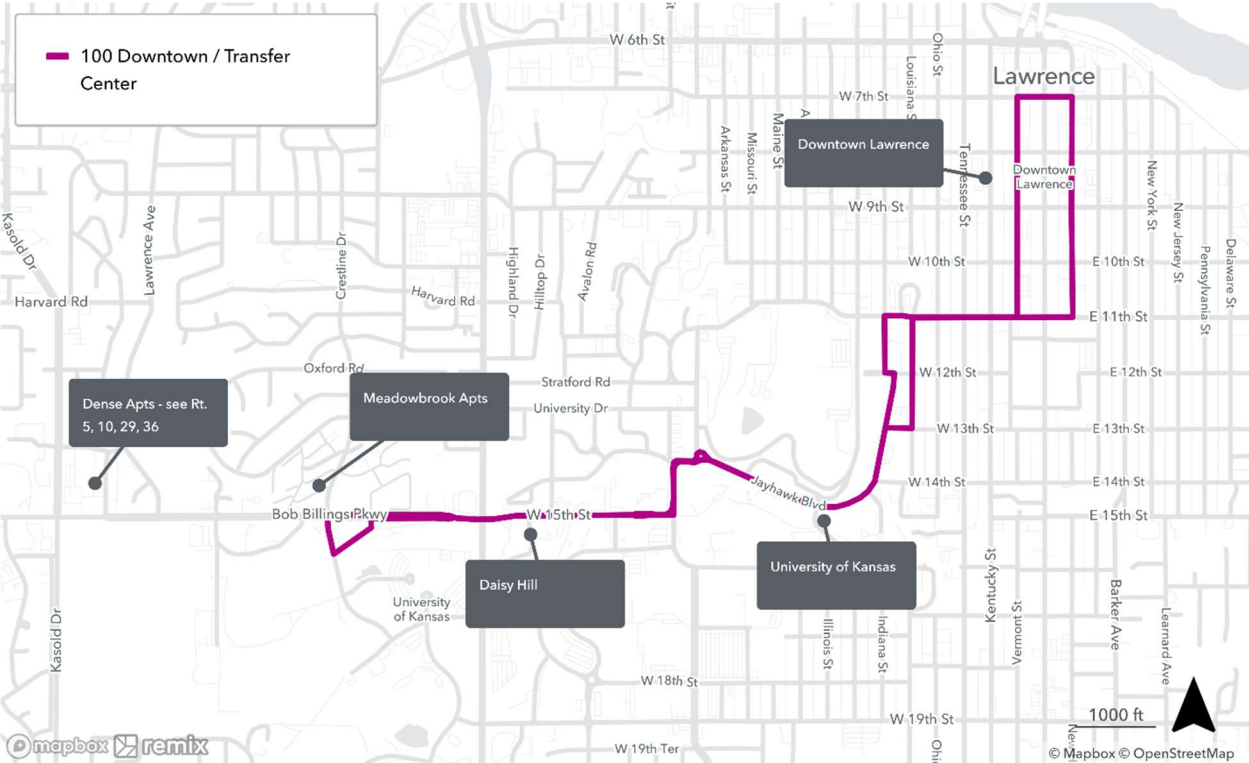 100 Downtown / Transfer
Center
W 6th St
Ohio St
Louisiana S
Lawrence
W 7th St
Maine St
A
Arkansas St
Missouri St
Downtown Lawrence
Tennessee St
Downtown
Lawrence
New York St
New Jersey St
Pennsylvania St
Delaware St
W 9th St
Kasold Dr
Lawrence Ave
Crestline Dr
Highland Dr
Hilltop Dr
Avalon Rd
W 10th St
E 10th St
Harvard Rd
Harvard Rd
E 11th St
Oxford Rd
Stratford Rd
W 12th St
E 12th St
Dense Apts - see Rt.
5, 10, 29, 36
Meadowbrook Apts
University Dr
W 13th St
E 13th St
Jayhawk Blvd
W 14th St
E 14th St
Bob Billings Pkwy
W 15th St
E 15th St
Daisy Hill
University of Kansas
University
of Kansas
Kasold Dr
Illinois St
Indiana St
Kentucky St
Vermont St
Barker Ave
Learnard Ave
W 18th St
W 19th St
1000 ft
W 19th Ter
Ohi
Nev
mapbox remix
© Mapbox © OpenStreetMap